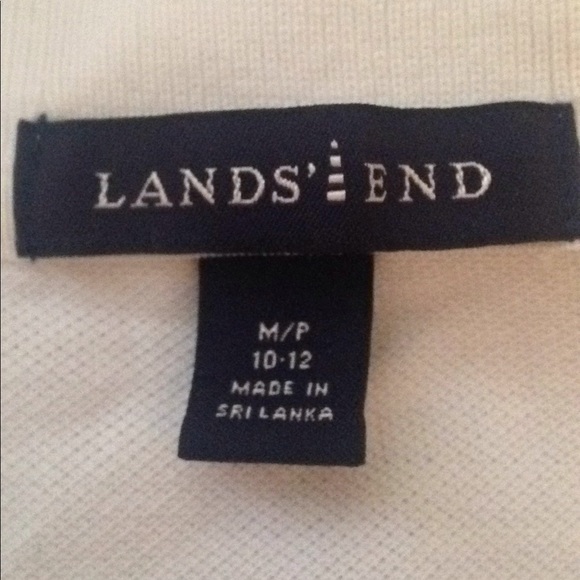 LANDS' END
M/P
10-12
MADE IN
SRI LANKA